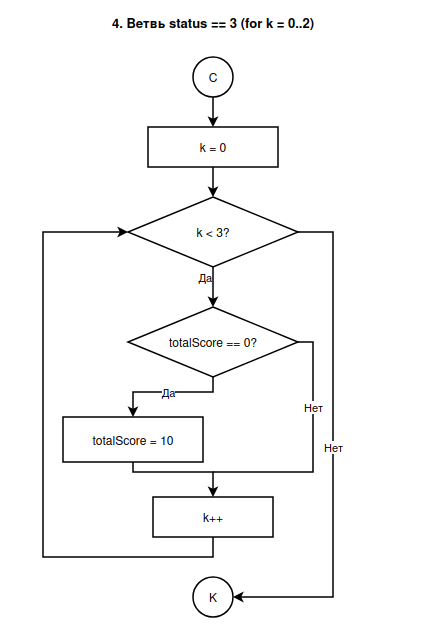 4. Ветвь status == 3 (for k = 0..2)
C
k = 0
k < 3?
Да
totalScore == 0?
Да
Нет
totalScore = 10
Нет
k++
K